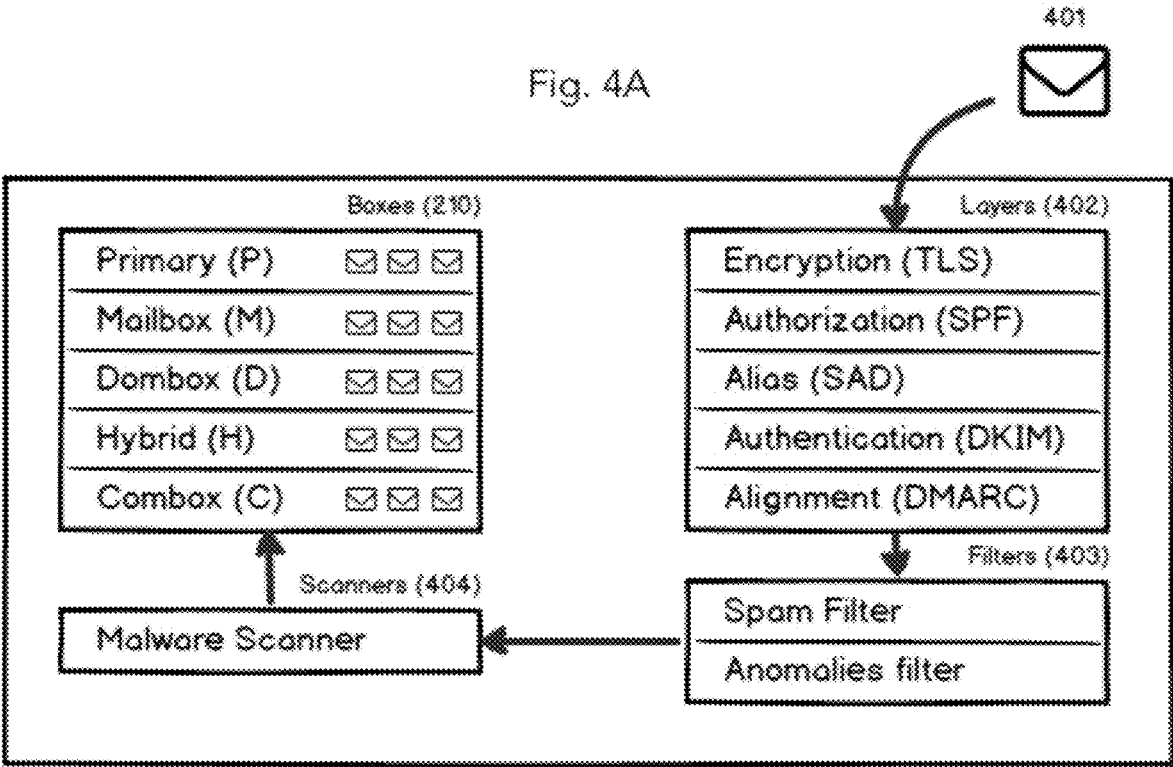 401
Fig. 4A
Boxes (210)
Primary (P)
Mailbox (M)
Dombox (D)
Hybrid (H)
Combox (C)
Layers (402)
Encryption (TLS)
Authorization (SPF)
Alias (SAD)
Authentication (DKIM)
Alignment (DMARC)
Filters (403)
Spam Filter
Anomalies filter
Scanners (404)
Malware Scanner